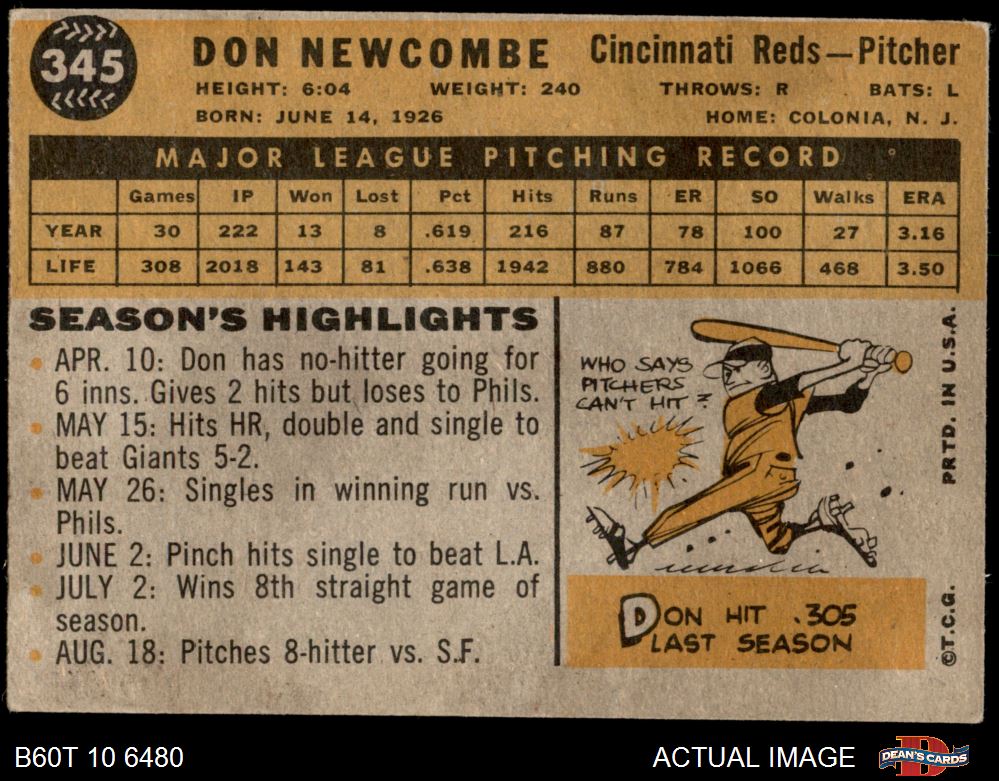 345
DON NEWCOMBE Cincinnati Reds—Pitcher
HEIGHT: 6:04 WEIGHT: 240 THROWS: R BATS: L
BORN: JUNE 14, 1926 HOME: COLONIA, N. J.
MAJOR LEAGUE PITCHING RECORD
Games IP Won Lost Pct Hits Runs ER SO Walks ERA
YEAR 30 222 13 8 .619 216 87 78 100 27 3.16
LIFE 308 2018 143 81 .638 1942 880 784 1066 468 3.50
SEASON'S HIGHLIGHTS
• APR. 10: Don has no-hitter going for
6 inns. Gives 2 hits but loses to Phils.
• MAY 15: Hits HR, double and single to
beat Giants 5-2.
• MAY 26: Singles in winning run vs.
Phils.
• JUNE 2: Pinch hits single to beat L.A.
• JULY 2: Wins 8th straight game of
season.
• AUG. 18: Pitches 8-hitter vs. S.F.
WHO SAYS
PITCHERS
CAN'T HIT?
DON HIT .305
LAST SEASON
©T.C.G. PRTD. IN U.S.A.
B60T 10 6480 ACTUAL IMAGE DEAN'S CARDS